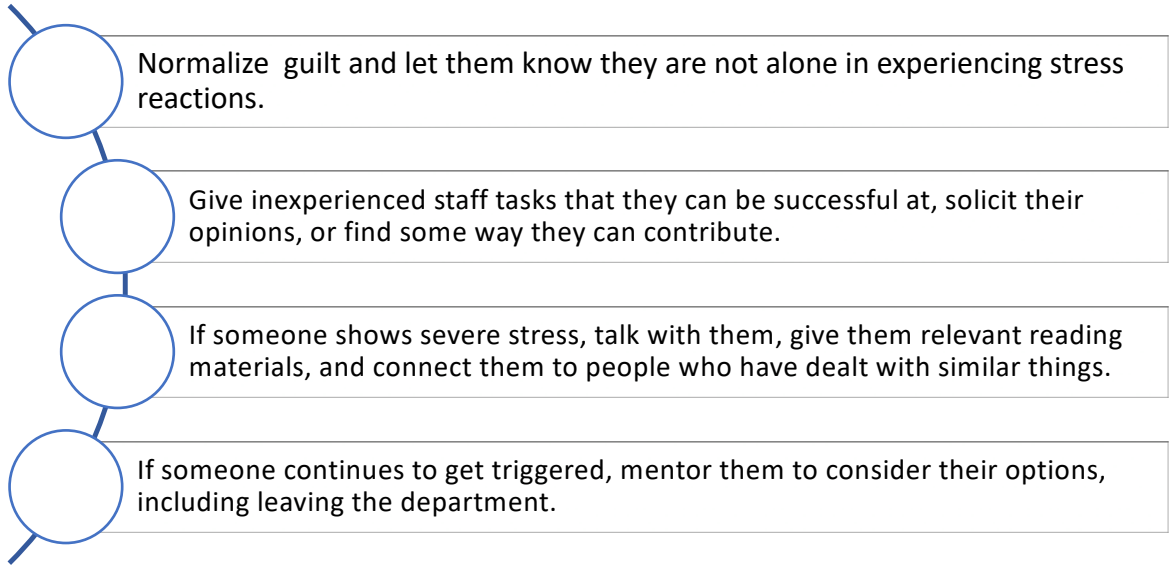 Normalize  guilt and let them know they are not alone in experiencing stress
reactions.
Give inexperienced staff tasks that they can be successful at, solicit their
opinions, or find some way they can contribute.
If someone shows severe stress, talk with them, give them relevant reading
materials, and connect them to people who have dealt with similar things.
If someone continues to get triggered, mentor them to consider their options,
including leaving the department.